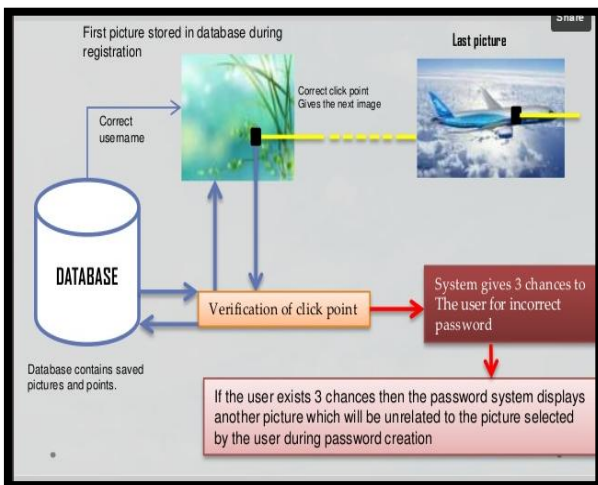 Share
First picture stored in database during
registration
Last picture
Correct click point
Gives the next image
Correct
username
DATABASE
Verification of click point
System gives 3 chances to
The user for incorrect
password
Database contains saved
pictures and points.
If the user exists 3 chances then the password system displays
another picture which will be unrelated to the picture selected
by the user during password creation